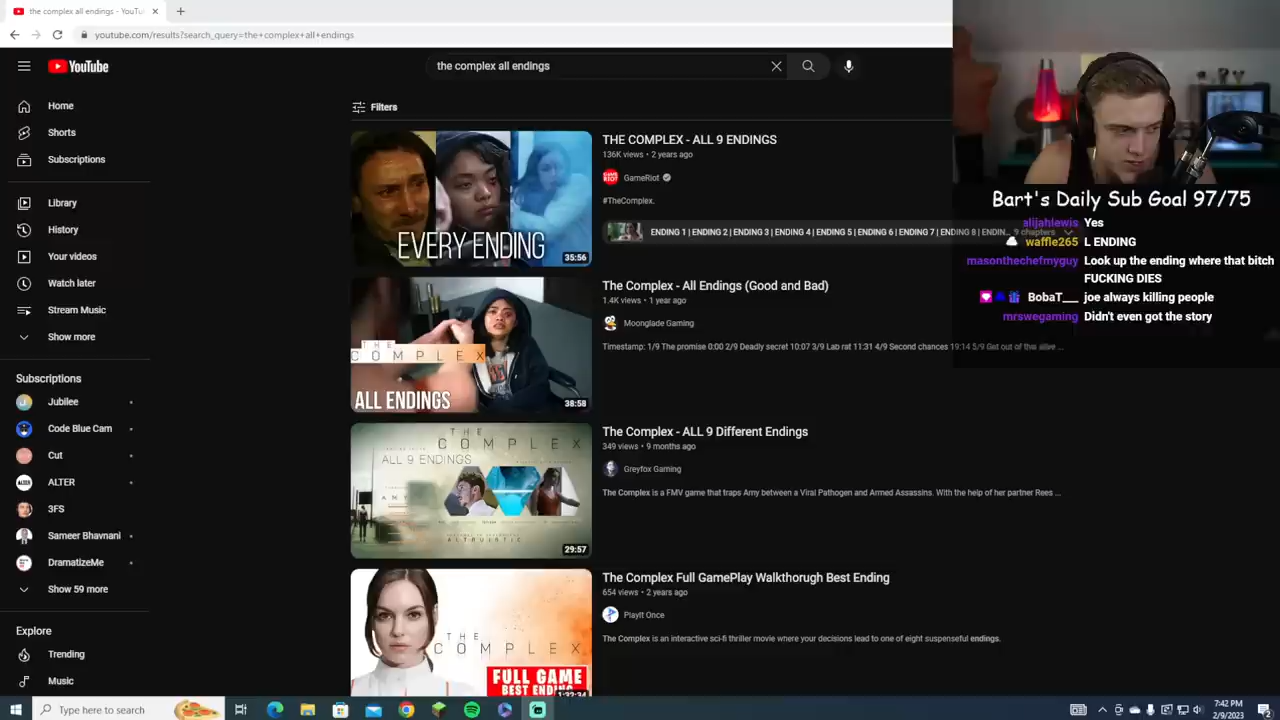 the complex all endings - YouTu
youtube.com/results?search_query=the+complex+all+endings
YouTube
the complex all endings
Home
Shorts
Subscriptions
Library
History
Your videos
Watch later
Stream Music
Show more
Subscriptions
Jubilee
Code Blue Cam
Cut
ALTER
ALTER
3FS
Sameer Bhavnani
DramatizeMe
Show 59 more
Explore
Trending
Music
Filters
EVERY ENDING
35:56
THE COMPLEX - ALL 9 ENDINGS
136K views • 2 years ago
GAME RIOT
GameRiot
#TheComplex.
ENDING 1 | ENDING 2 | ENDING 3 | ENDING 4 | ENDING 5 | ENDING 6 | ENDING 7 | ENDING 8 | ENDIN... 9 chapters
THE
COMPLEX
ALL ENDINGS
38:58
The Complex - All Endings (Good and Bad)
1.4K views • 1 year ago
Moonglade Gaming
Timestamp: 1/9 The promise 0:00 2/9 Deadly secret 10:07 3/9 Lab rat 11:31 4/9 Second chances 19:14 5/9 Get out of the alive ...
THE
COMPLEX
ALL 9 ENDINGS
ALTRUISTIC
29:57
The Complex - ALL 9 Different Endings
349 views • 9 months ago
Greyfox Gaming
The Complex is a FMV game that traps Amy between a Viral Pathogen and Armed Assassins. With the help of her partner Rees ...
THE
COMPLEX
FULL GAME
BEST ENDING
1:32:34
The Complex Full GamePlay Walkthorugh Best Ending
654 views • 2 years ago
PlayIt Once
The Complex is an interactive sci-fi thriller movie where your decisions lead to one of eight suspenseful endings.
Bart's Daily Sub Goal 97/75
alijahlewis Yes
waffle265 L ENDING
masonthechefmyguy Look up the ending where that bitch
FUCKING DIES
BobaT___ joe always killing people
mrswegaming Didn't even got the story
Type here to search
7:42 PM
2/9/2023
2